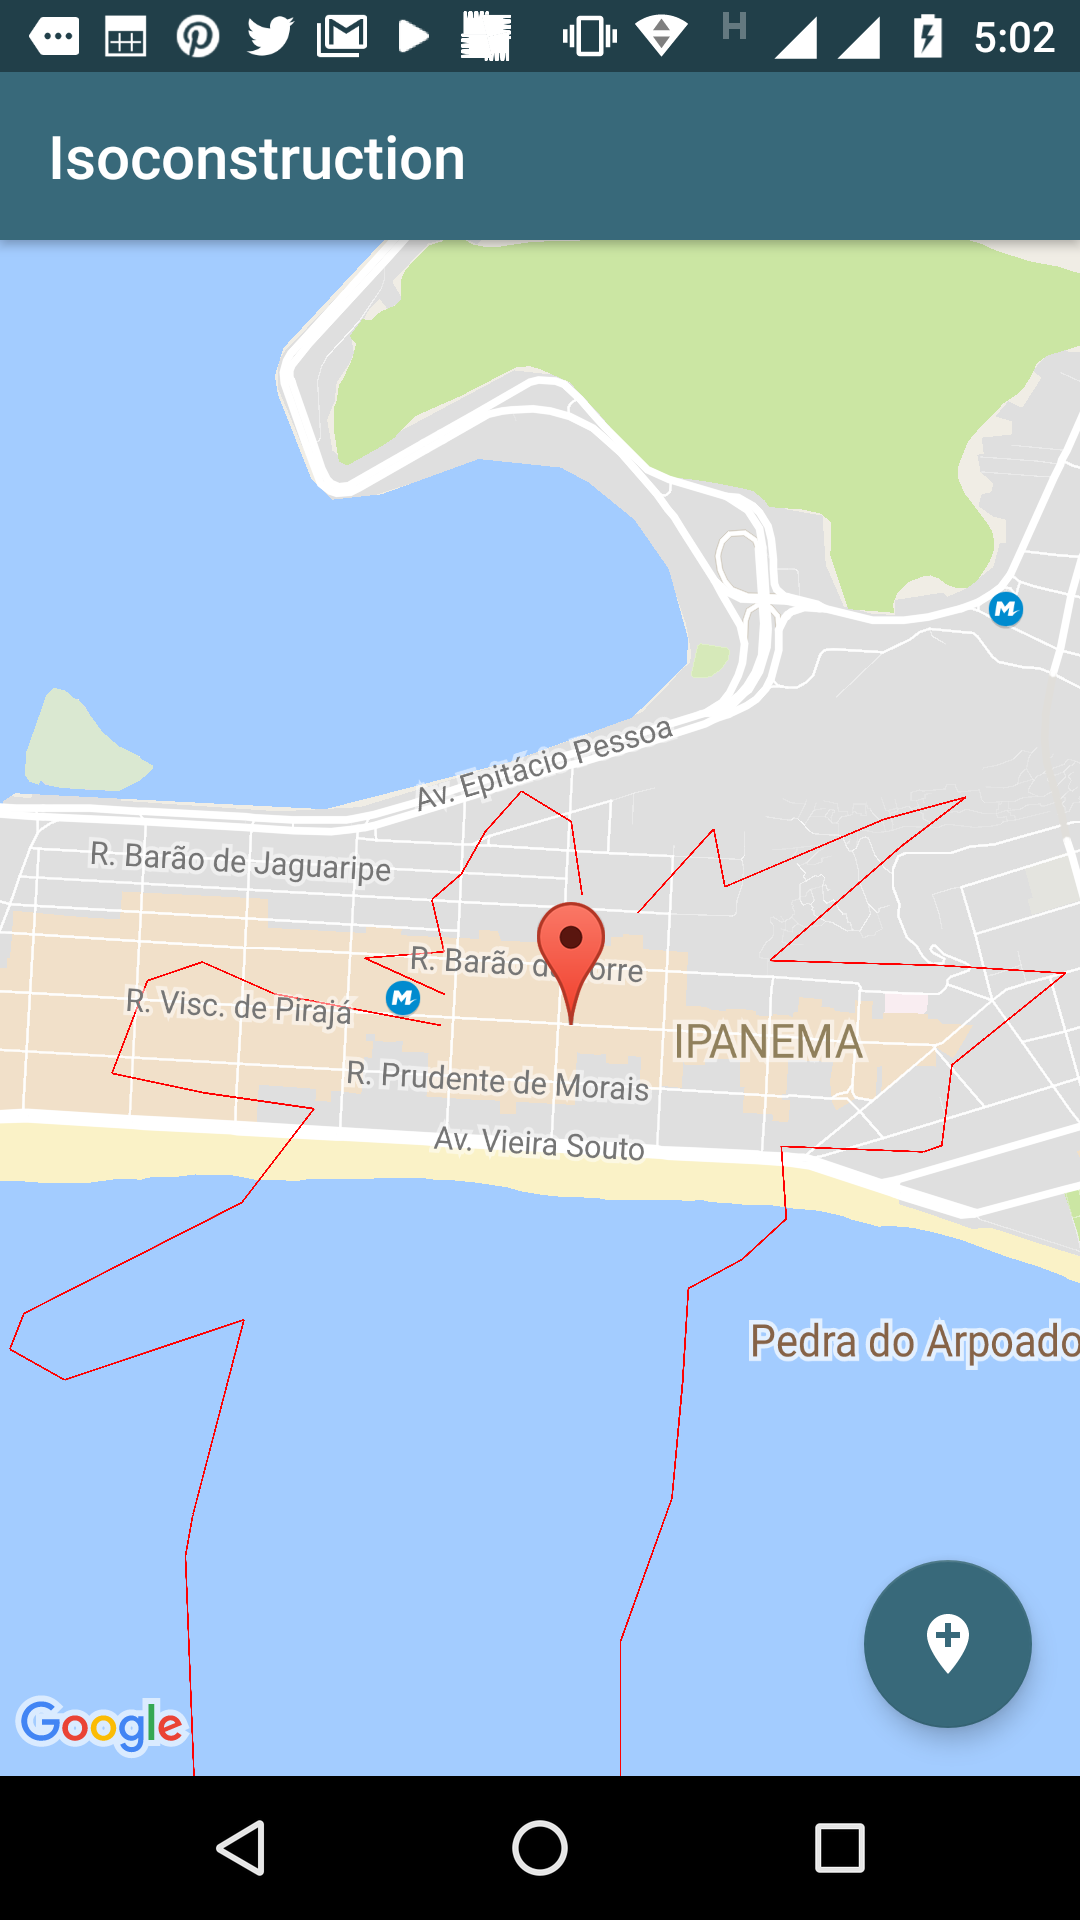 H
5:02
Isoconstruction
Av. Epitácio Pessoa
R. Barão de Jaguaripe
R. Barão d orre
M
M
R. Visc. de Pirajá
IPANEMA
R. Prudente de Morais
Av. Vieira Souto
Pedra do Arpoado
Google